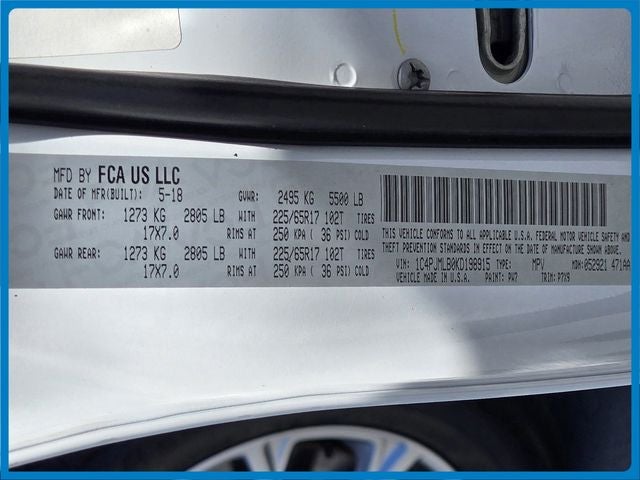 MFD BY FCA US LLC
DATE OF MFR(BUILT): 5-18 GVWR: 2495 KG 5500 LB
GAWR FRONT: 1273 KG 2805 LB WITH 225/65R17 102T TIRES
17X7.0 RIMS AT 250 KPA ( 36 PSI) COLD
GAWR REAR: 1273 KG 2805 LB WITH 225/65R17 102T TIRES
17X7.0 RIMS AT 250 KPA ( 36 PSI) COLD
THIS VEHICLE CONFORMS TO ALL APPLICABLE U.S.A. FEDERAL MOTOR VEHICLE SAFETY
THEFT PREVENTION STANDARDS IN EFFECT ON THE DATE OF MANUFACTURE SHOWN ABOVE.
VIN: 1C4PJMLB0KD198915 TYPE: MPV MDH: 052921 471AA
VEHICLE MADE IN U.S.A. PAINT: PW7 TRIM: P7X9